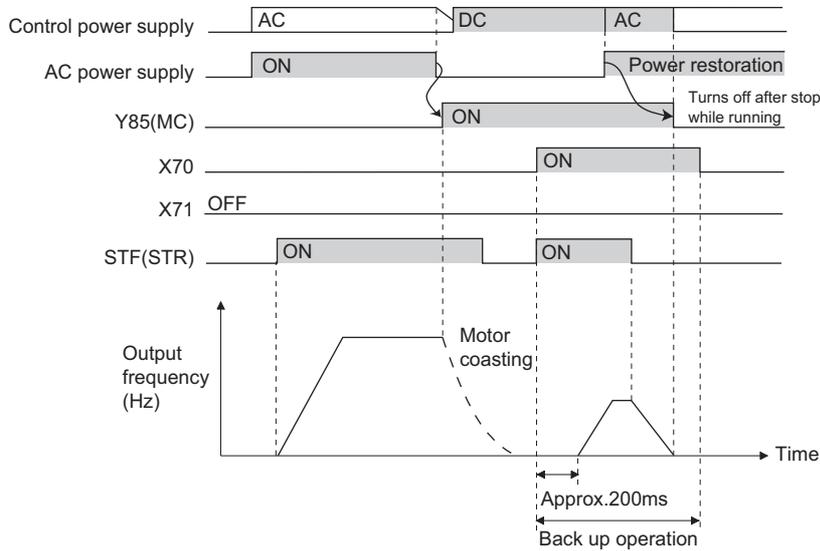 Control power supply
AC
DC
AC
AC power supply
ON
Power restoration
Y85(MC)
ON
Turns off after stop
while running
X70
ON
X71
OFF
STF(STR)
ON
ON
Output
frequency
(Hz)
Motor
coasting
Time
Approx.200ms
Back up operation